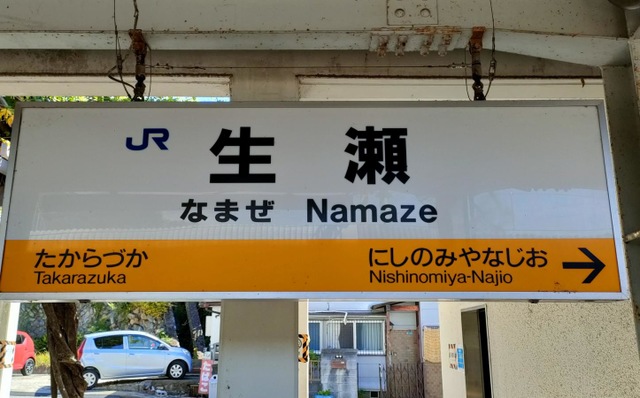 JR 生瀬
なまぜ Namaze
たからづか にしのみやなじお →
Takarazuka Nishinomiya-Najio